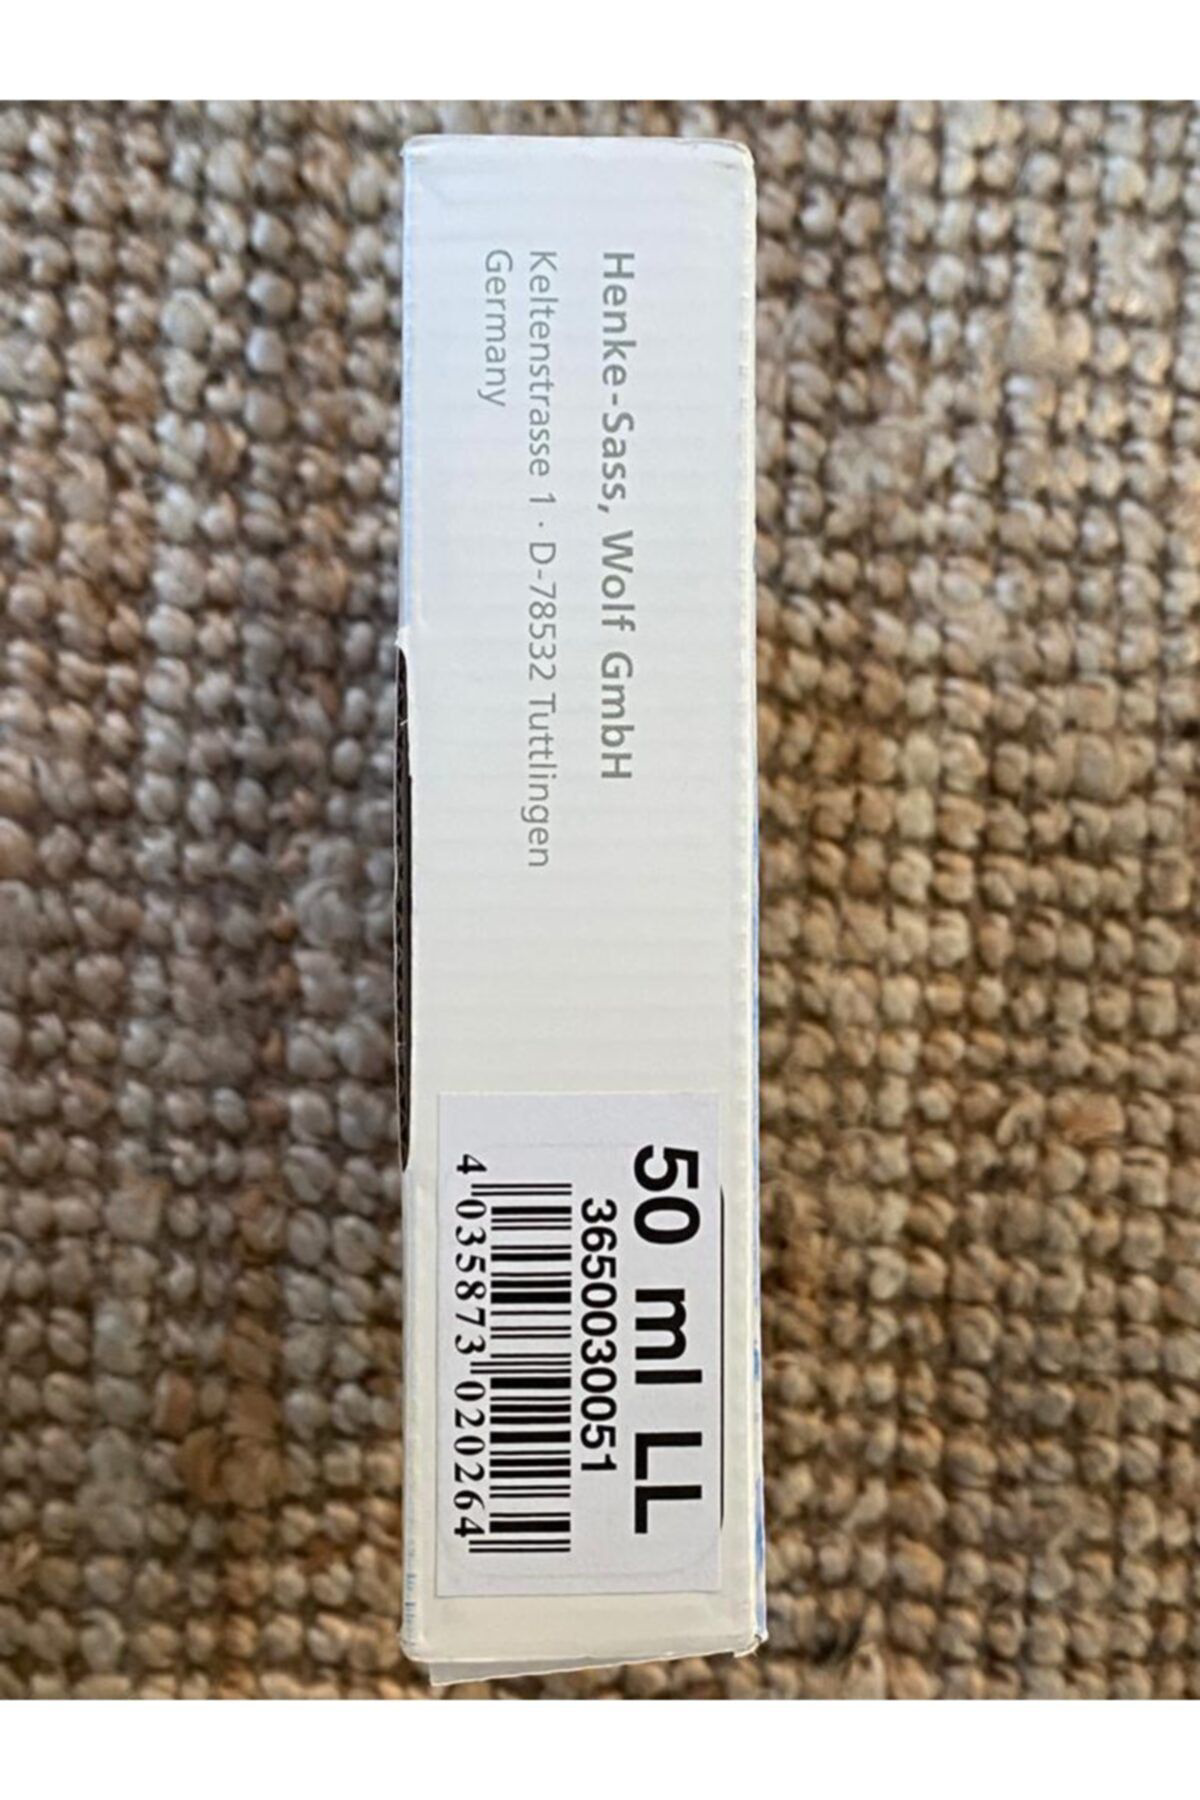 Henke-Sass, Wolf GmbH
Keltenstrasse 1 · D-78532 Tuttlingen
Germany
50 ml LL
3650030051
4 035873 020264